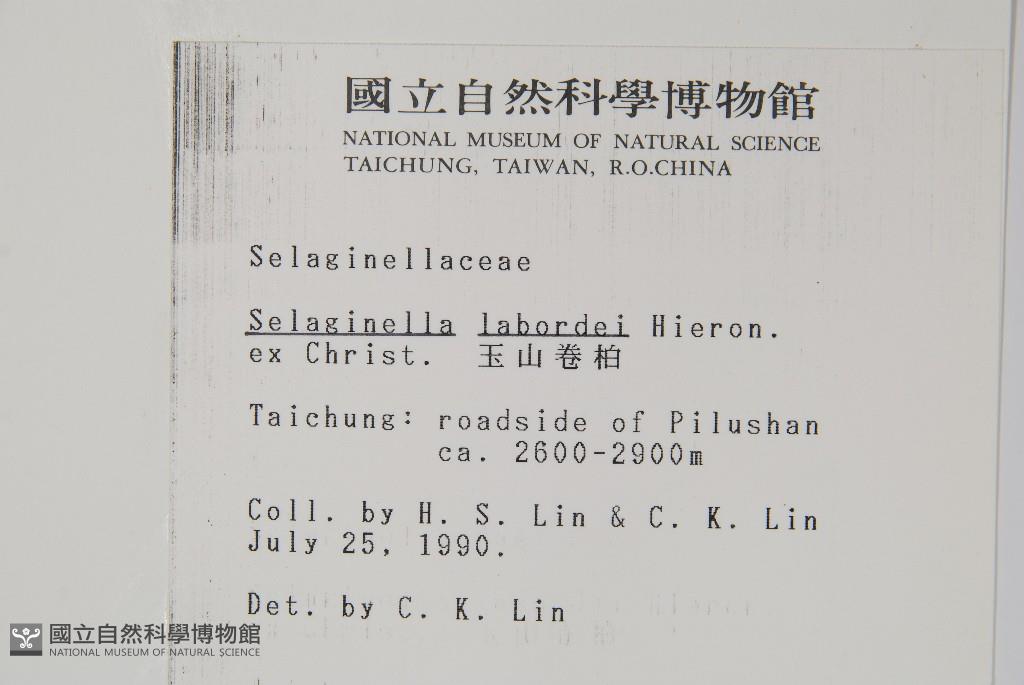 國立自然科學博物館
NATIONAL MUSEUM OF NATURAL SCIENCE
TAICHUNG, TAIWAN, R.O.CHINA
Selaginellaceae
Selaginella labordei Hieron.
ex Christ. 玉山卷柏
Taichung: roadside of Pilushan
ca. 2600-2900m
Coll. by H. S. Lin & C. K. Lin
July 25, 1990.
Det. by C. K. Lin
國立自然科學博物館
NATIONAL MUSEUM OF NATURAL SCIENCE